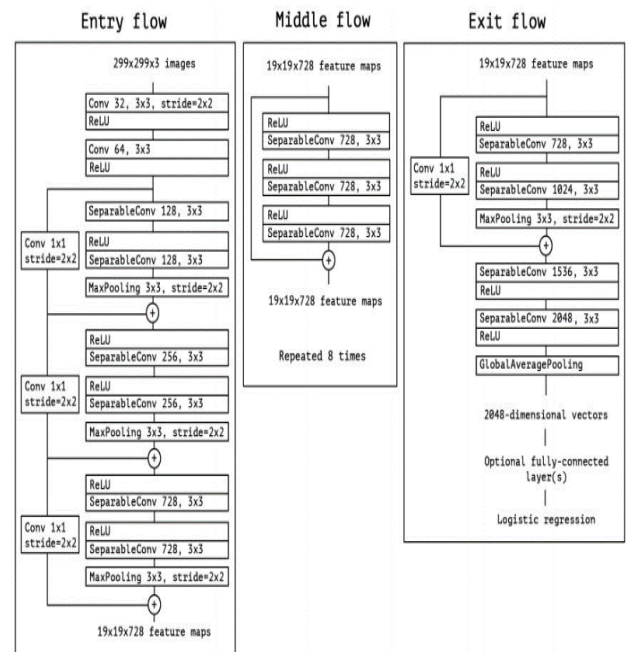 Entry flow
299x299x3 images
Conv 32, 3x3, stride=2x2
ReLU
Conv 64, 3x3
ReLU
SeparableConv 128, 3x3
Conv 1x1
stride=2x2
ReLU
SeparableConv 128, 3x3
MaxPooling 3x3, stride=2x2
+
ReLU
SeparableConv 256, 3x3
Conv 1x1
stride=2x2
ReLU
SeparableConv 256, 3x3
MaxPooling 3x3, stride=2x2
+
ReLU
SeparableConv 728, 3x3
Conv 1x1
stride=2x2
ReLU
SeparableConv 728, 3x3
MaxPooling 3x3, stride=2x2
+
19x19x728 feature maps
Middle flow
19x19x728 feature maps
ReLU
SeparableConv 728, 3x3
ReLU
SeparableConv 728, 3x3
ReLU
SeparableConv 728, 3x3
+
19x19x728 feature maps
Repeated 8 times
Exit flow
19x19x728 feature maps
ReLU
SeparableConv 728, 3x3
Conv 1x1
stride=2x2
ReLU
SeparableConv 1024, 3x3
MaxPooling 3x3, stride=2x2
+
SeparableConv 1536, 3x3
ReLU
SeparableConv 2048, 3x3
ReLU
GlobalAveragePooling
2048-dimensional vectors
Optional fully-connected
layer(s)
Logistic regression